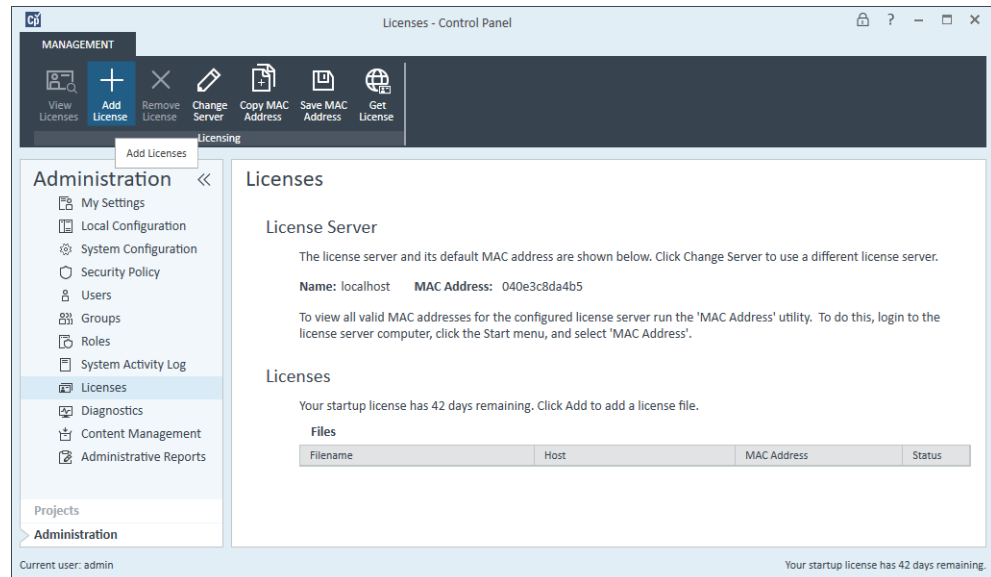 Licenses - Control Panel
?
MANAGEMENT
View Licenses
Add License
Remove License
Change Server
Copy MAC Address
Save MAC Address
Get License
Licensing
Add Licenses
Administration
My Settings
Local Configuration
System Configuration
Security Policy
Users
Groups
Roles
System Activity Log
Licenses
Diagnostics
Content Management
Administrative Reports
Projects
Administration
Licenses
License Server
The license server and its default MAC address are shown below. Click Change Server to use a different license server.
Name: localhost MAC Address: 040e3c8da4b5
To view all valid MAC addresses for the configured license server run the 'MAC Address' utility. To do this, login to the
license server computer, click the Start menu, and select 'MAC Address'.
Licenses
Your startup license has 42 days remaining. Click Add to add a license file.
Files
Filename Host MAC Address Status
Current user: admin
Your startup license has 42 days remaining.